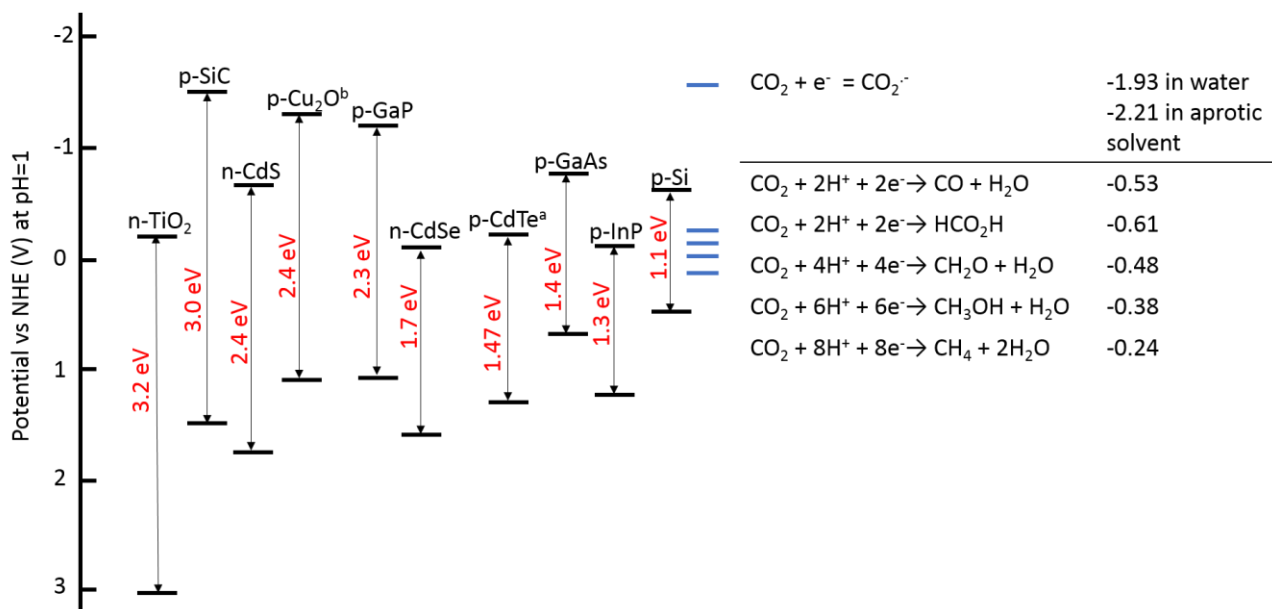 Potential vs NHE (V) at pH=1
-2
-1
0
1
2
3
n-TiO₂
3.2 eV
p-SiC
3.0 eV
n-CdS
2.4 eV
p-Cu₂Oᵇ
2.4 eV
p-GaP
2.3 eV
n-CdSe
1.7 eV
p-CdTeᵃ
1.47 eV
p-GaAs
1.4 eV
p-InP
1.3 eV
p-Si
1.1 eV
CO₂ + e⁻ = CO₂·⁻ -1.93 in water
-2.21 in aprotic
solvent
CO₂ + 2H⁺ + 2e⁻→ CO + H₂O -0.53
CO₂ + 2H⁺ + 2e⁻→ HCO₂H -0.61
CO₂ + 4H⁺ + 4e⁻→ CH₂O + H₂O -0.48
CO₂ + 6H⁺ + 6e⁻→ CH₃OH + H₂O -0.38
CO₂ + 8H⁺ + 8e⁻→ CH₄ + 2H₂O -0.24